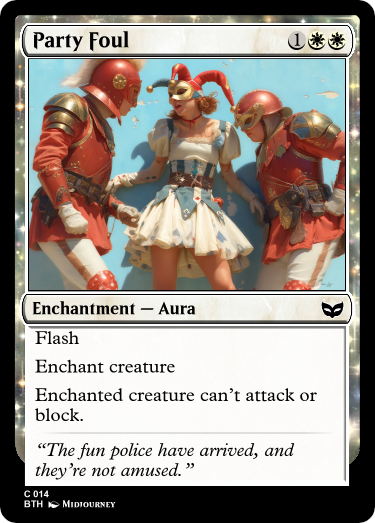 Party Foul 1
Enchantment — Aura
Flash
Enchant creature
Enchanted creature can't attack or
block.
"The fun police have arrived, and
they're not amused."
C 014
BTH Midjourney